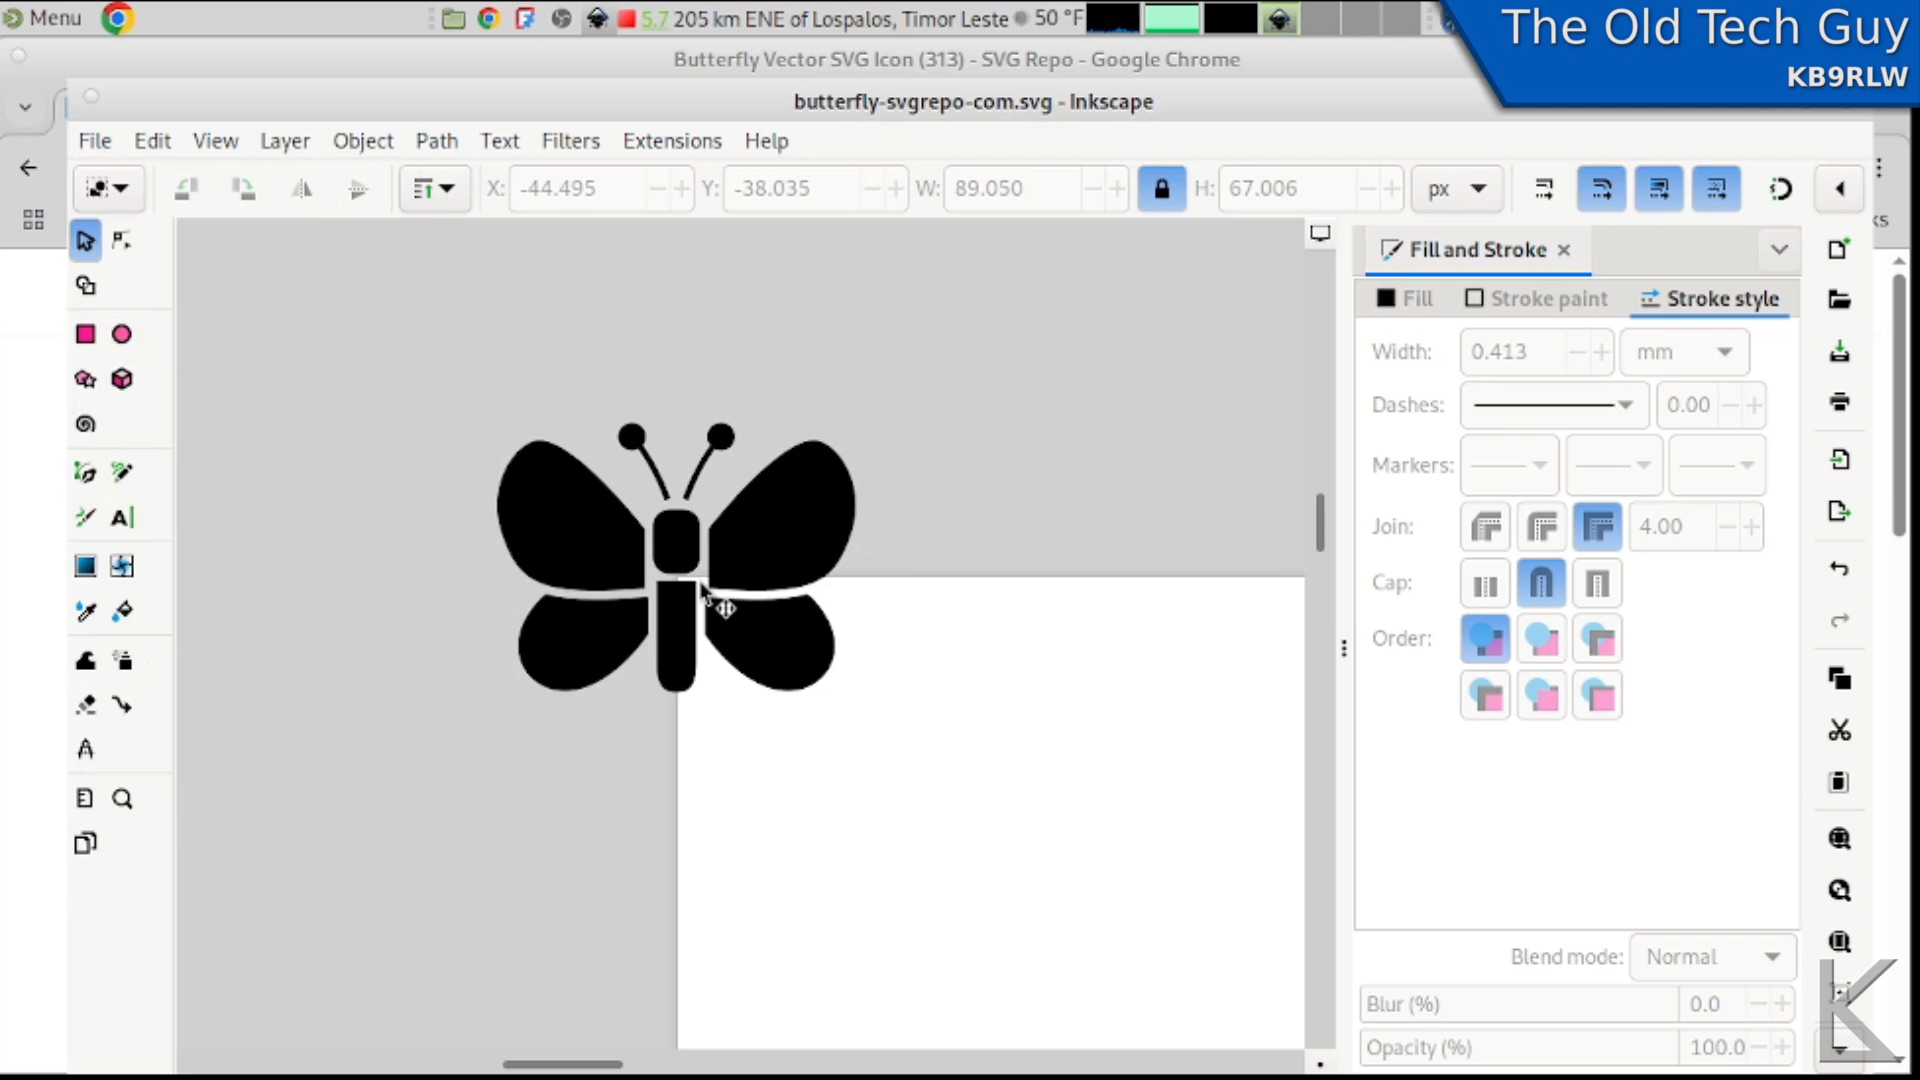 Menu
5.7 205 km ENE of Lospalos, Timor Leste
50 °F
The Old Tech Guy
KB9RLW
Butterfly Vector SVG Icon (313) - SVG Repo - Google Chrome
butterfly-svgrepo-com.svg - Inkscape
File Edit View Layer Object Path Text Filters Extensions Help
X: -44.495 Y: -38.035 W: 89.050 H: 67.006 px
Fill and Stroke
Fill Stroke paint Stroke style
Width: 0.413 mm
Dashes: 0.00
Markers:
Join: 4.00
Cap:
Order:
Blend mode: Normal
Blur (%) 0.0
Opacity (%) 100.0
K